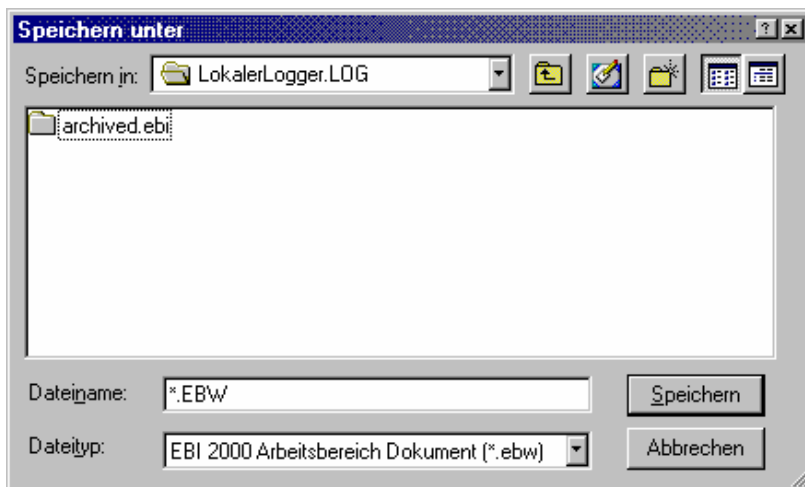 Speichern unter
Speichern in: LokalerLogger.LOG
archived.ebi
Dateiname: *.EBW Speichern
Dateityp: EBI 2000 Arbeitsbereich Dokument (*.ebw) Abbrechen